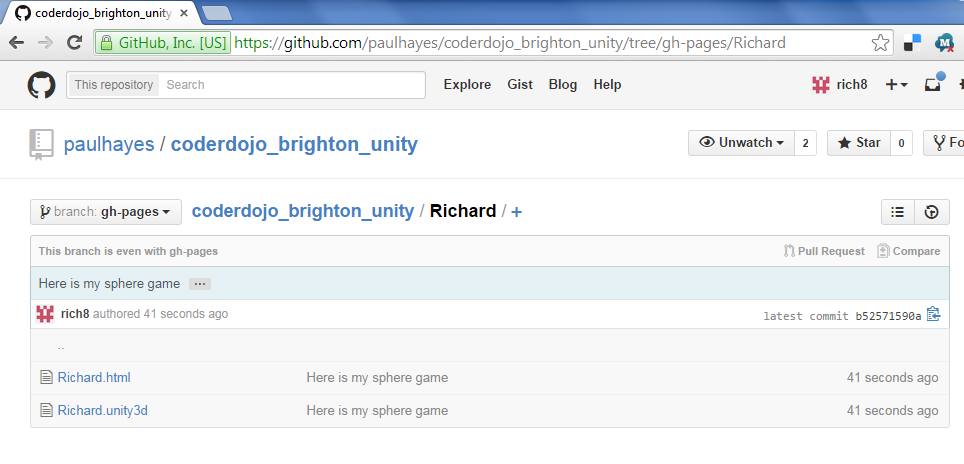 coderdojo_brighton_unity
GitHub, Inc. [US] https://github.com/paulhayes/coderdojo_brighton_unity/tree/gh-pages/Richard
This repository Search Explore Gist Blog Help rich8
paulhayes / coderdojo_brighton_unity Unwatch 2 Star 0 Fo
branch: gh-pages coderdojo_brighton_unity / Richard / +
This branch is even with gh-pages Pull Request Compare
Here is my sphere game ...
rich8 authored 41 seconds ago latest commit b52571590a
..
Richard.html Here is my sphere game 41 seconds ago
Richard.unity3d Here is my sphere game 41 seconds ago